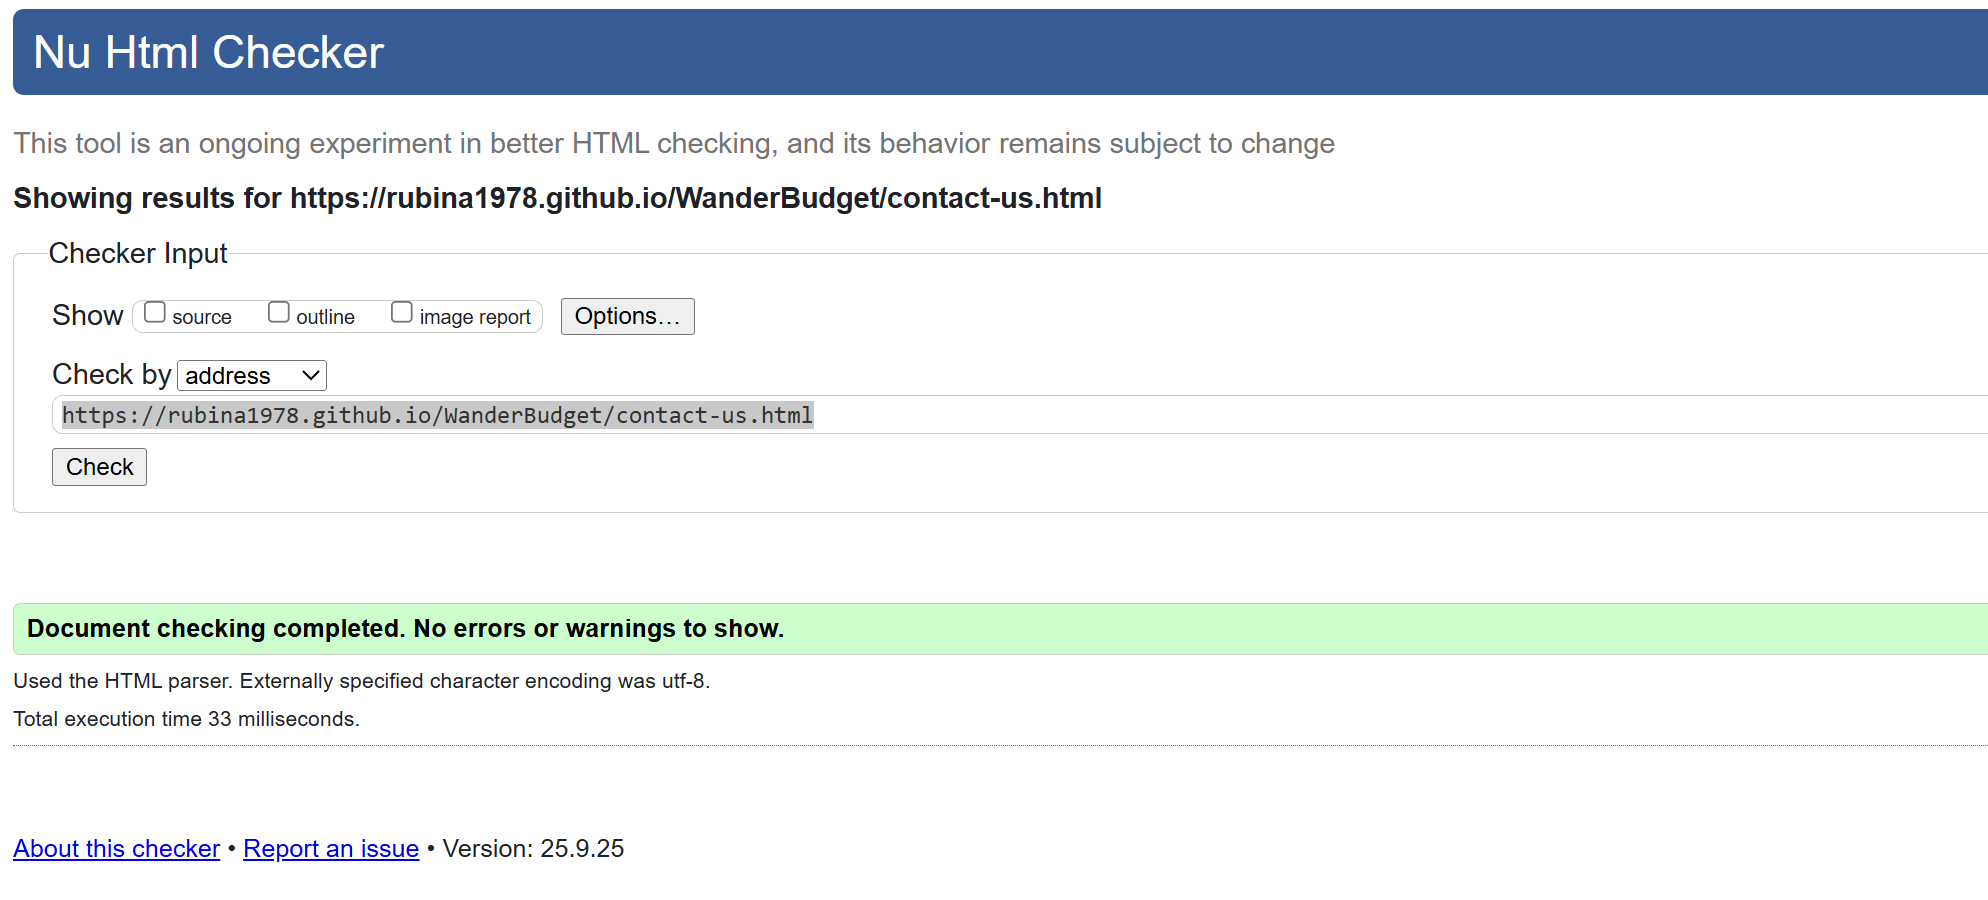 Nu Html Checker
This tool is an ongoing experiment in better HTML checking, and its behavior remains subject to change
Showing results for https://rubina1978.github.io/WanderBudget/contact-us.html
Checker Input
Show source outline image report Options…
Check by address
https://rubina1978.github.io/WanderBudget/contact-us.html
Check
Document checking completed. No errors or warnings to show.
Used the HTML parser. Externally specified character encoding was utf-8.
Total execution time 33 milliseconds.
About this checker • Report an issue • Version: 25.9.25